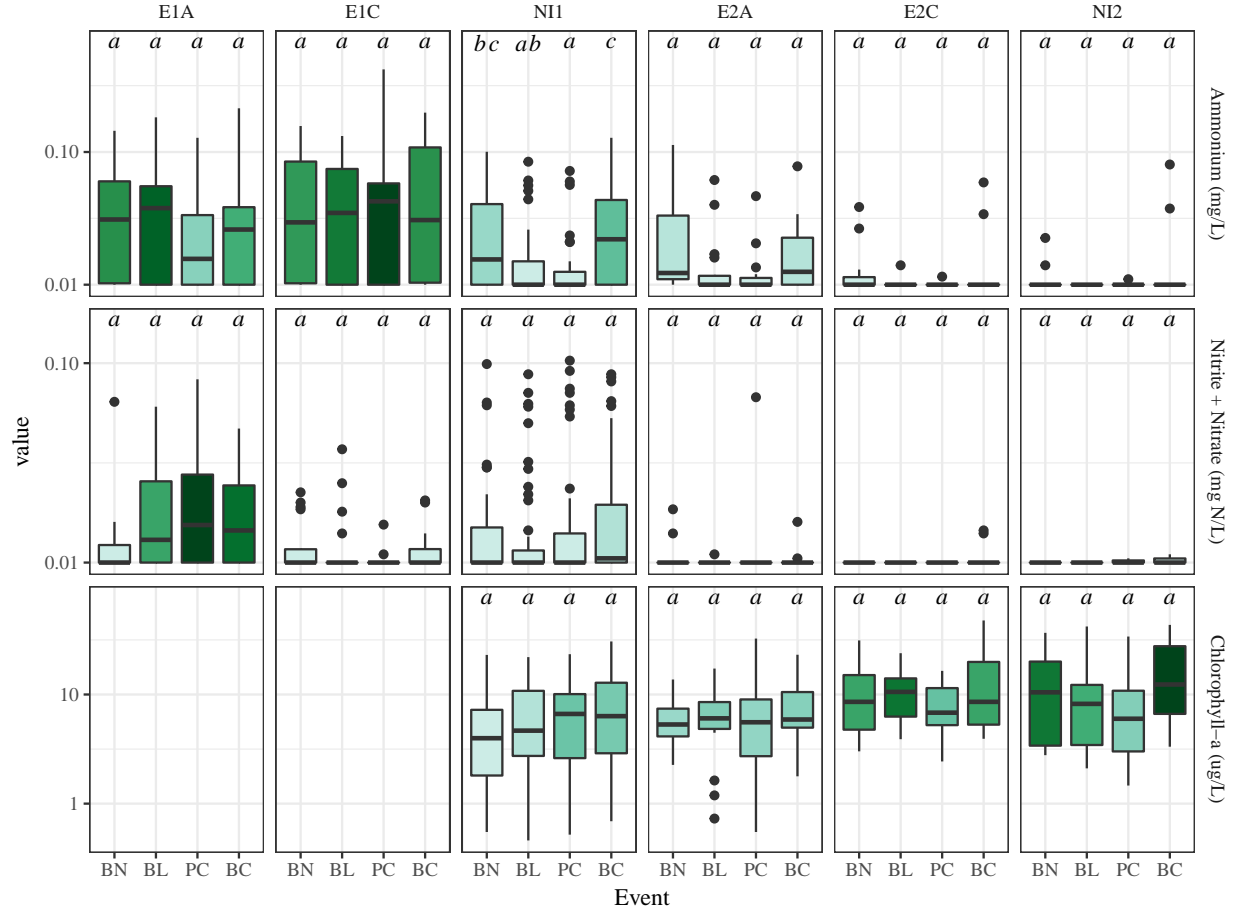 E1A E1C NI1 E2A E2C NI2
a a a a a a a a bc ab a c a a a a a a a a a a a a
0.10
0.01
Ammonium (mg/L)
a a a a a a a a a a a a a a a a a a a a a a a a
0.10
0.01
Nitrite + Nitrate (mg N/L)
value
a a a a a a a a a a a a a a a a
10
1
Chlorophyll−a (ug/L)
BN BL PC BC BN BL PC BC BN BL PC BC BN BL PC BC BN BL PC BC BN BL PC BC
Event